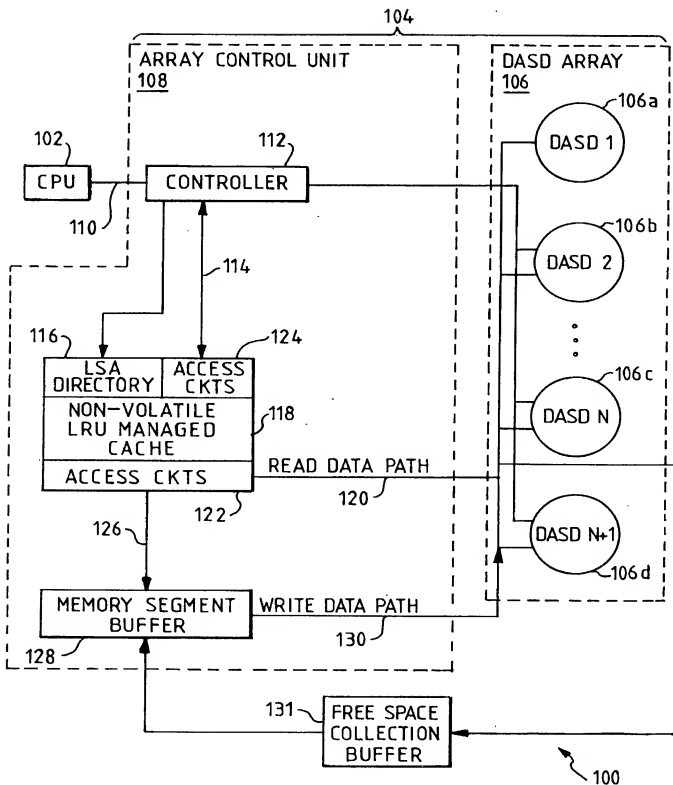 104
ARRAY CONTROL UNIT
108
DASD ARRAY
106
106a
DASD 1
102
CPU
110
112
CONTROLLER
106b
DASD 2
114
116
124
LSA
DIRECTORY
ACCESS
CKTS
NON-VOLATILE
LRU MANAGED
CACHE
118
ACCESS CKTS
122
READ DATA PATH
120
106c
DASD N
DASD N+1
106d
126
MEMORY SEGMENT
BUFFER
128
WRITE DATA PATH
130
131
FREE SPACE
COLLECTION
BUFFER
100